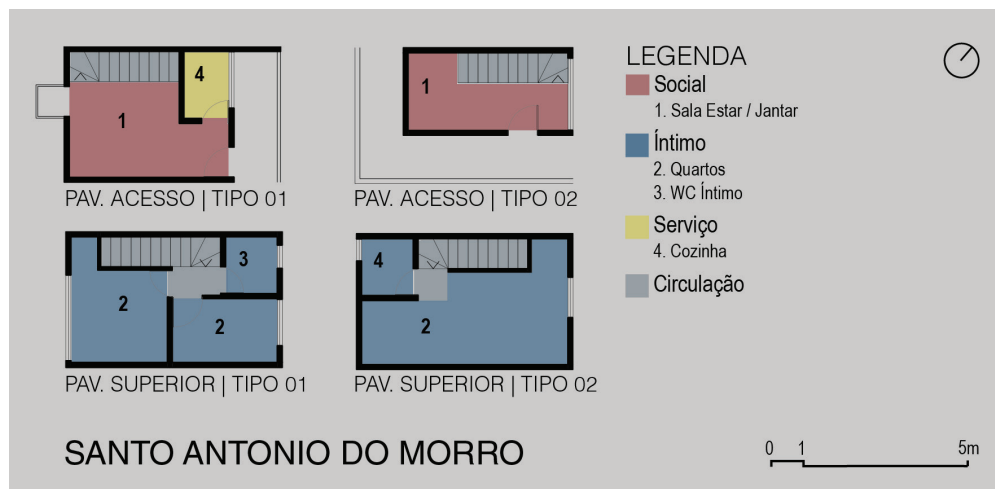 1
4
PAV. ACESSO | TIPO 01
1
PAV. ACESSO | TIPO 02
2
3
2
PAV. SUPERIOR | TIPO 01
4
2
PAV. SUPERIOR | TIPO 02
LEGENDA
Social
1. Sala Estar / Jantar
Íntimo
2. Quartos
3. WC Íntimo
Serviço
4. Cozinha
Circulação
SANTO ANTONIO DO MORRO
0 1 5m